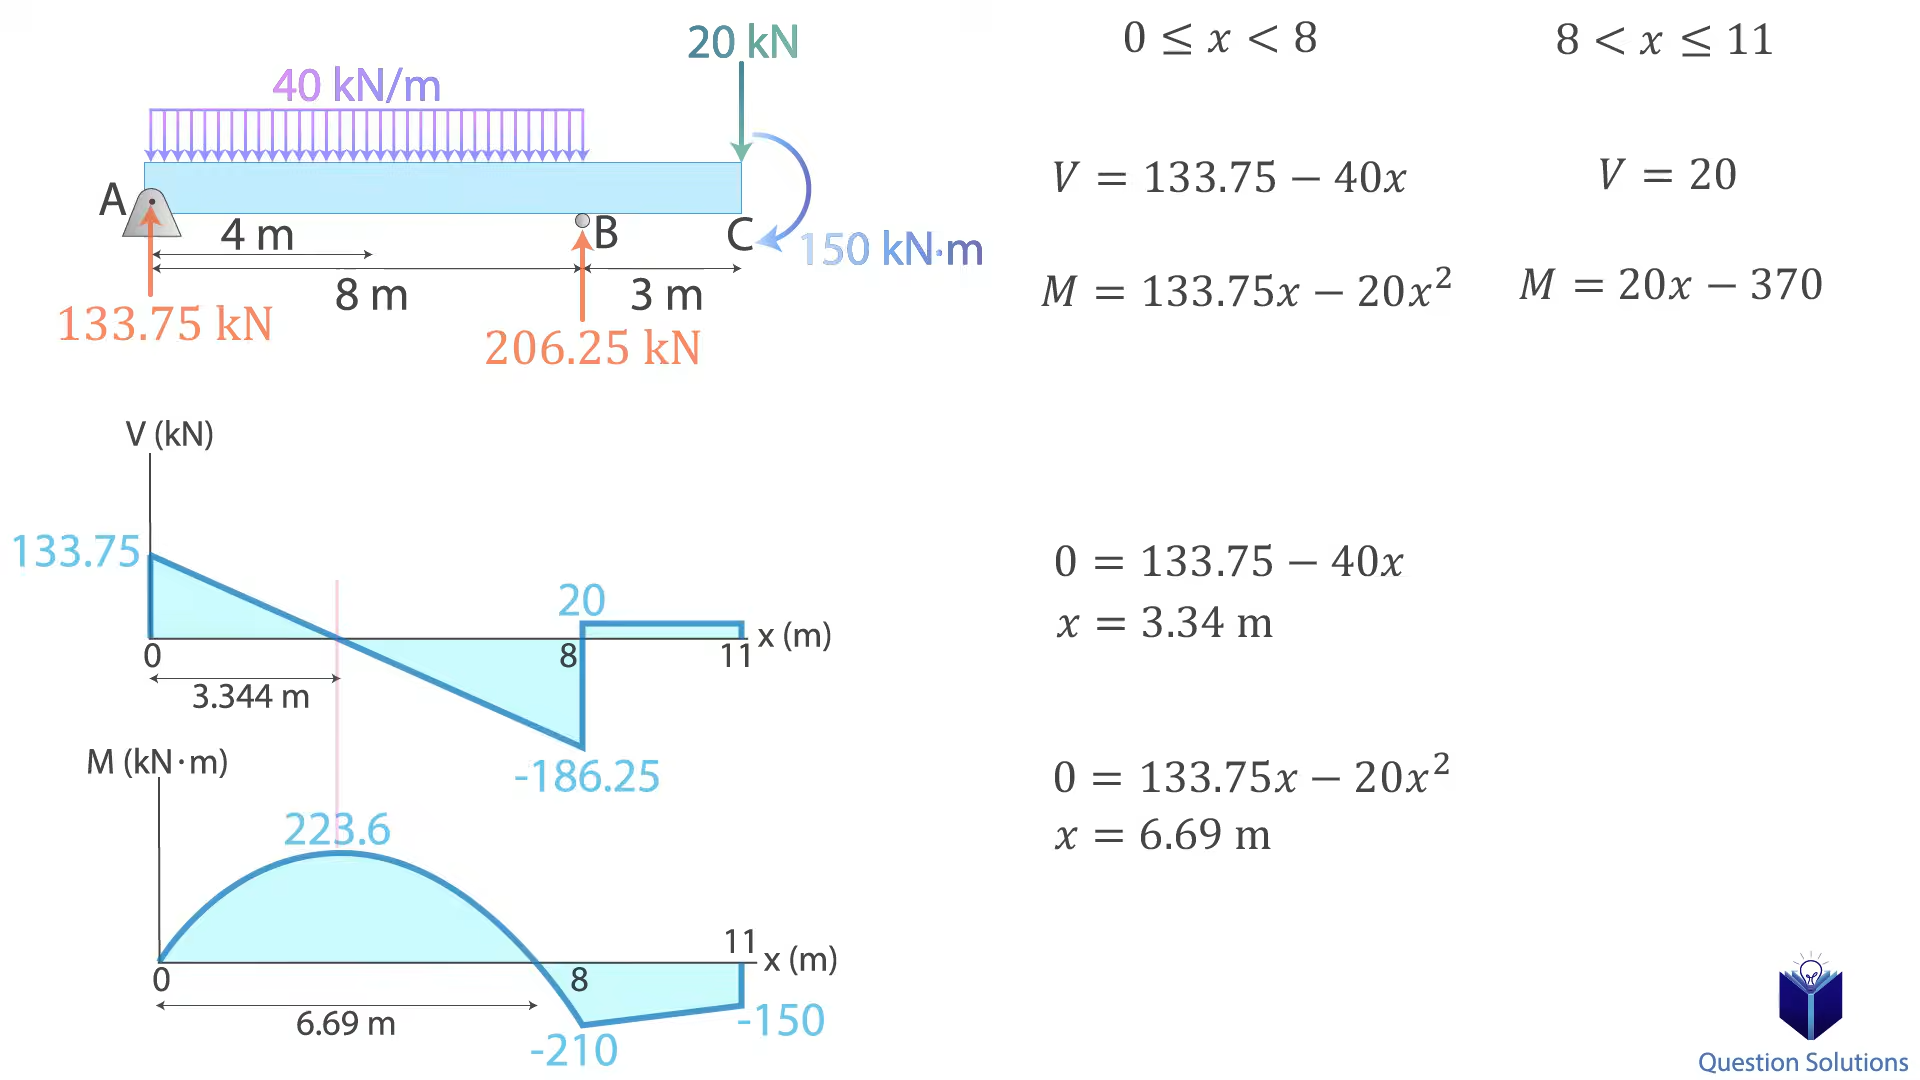 20 kN
40 kN/m
A
B
C
150 kN·m
4 m
8 m
3 m
133.75 kN
206.25 kN
0 ≤ x < 8
8 < x ≤ 11
V = 133.75 − 40x
V = 20
M = 133.75x − 20x²
M = 20x − 370
V (kN)
133.75
20
x (m)
0
8
11
3.344 m
-186.25
0 = 133.75 − 40x
x = 3.34 m
M (kN·m)
223.6
11
x (m)
0
8
6.69 m
-150
-210
0 = 133.75x − 20x²
x = 6.69 m
Question Solutions